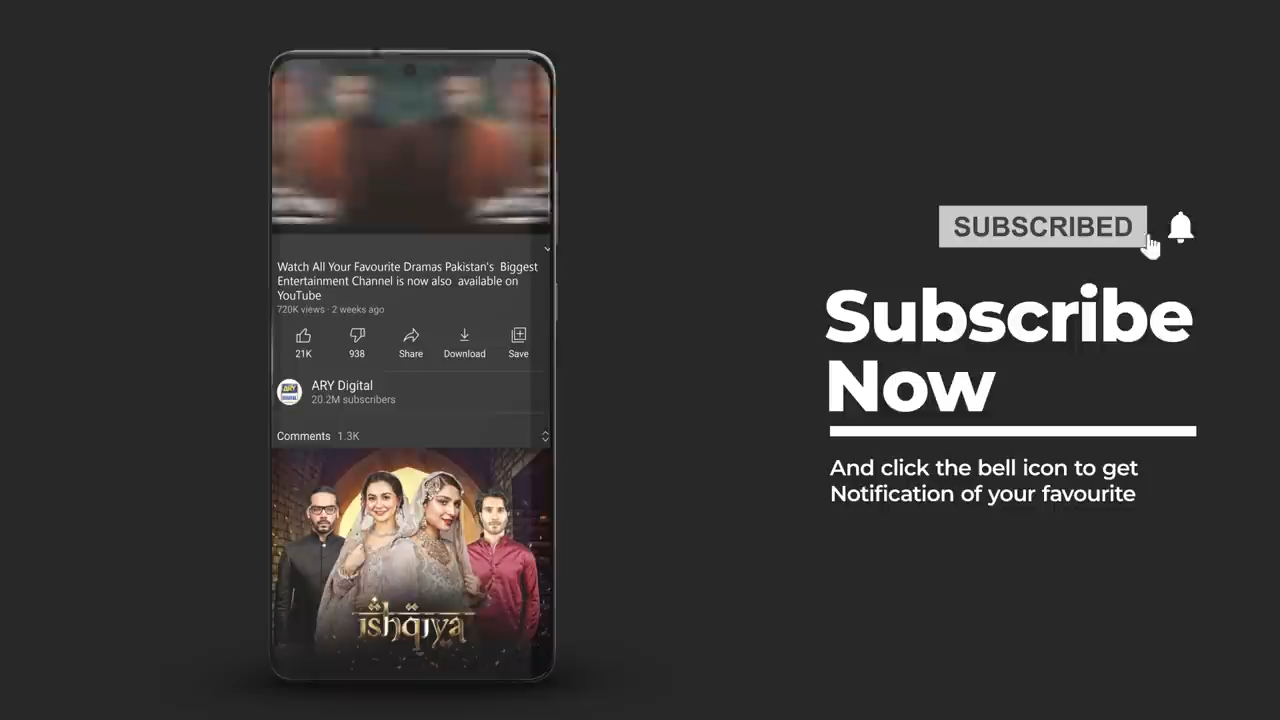 Watch All Your Favourite Dramas Pakistan's Biggest
Entertainment Channel is now also available on
YouTube
720K views · 2 weeks ago
21K
938
Share
Download
Save
ARY
DIGITAL
ARY Digital
20.2M subscribers
Comments 1.3K
ishqiya
SUBSCRIBED
Subscribe
Now
And click the bell icon to get
Notification of your favourite